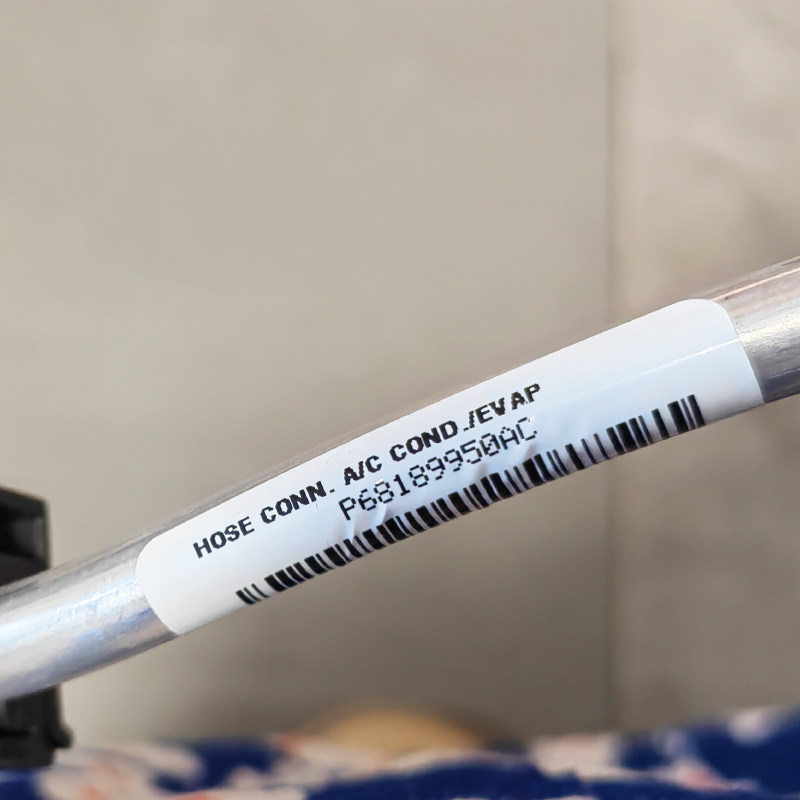 HOSE CONN. A/C COND./EVAP
P68189950AC